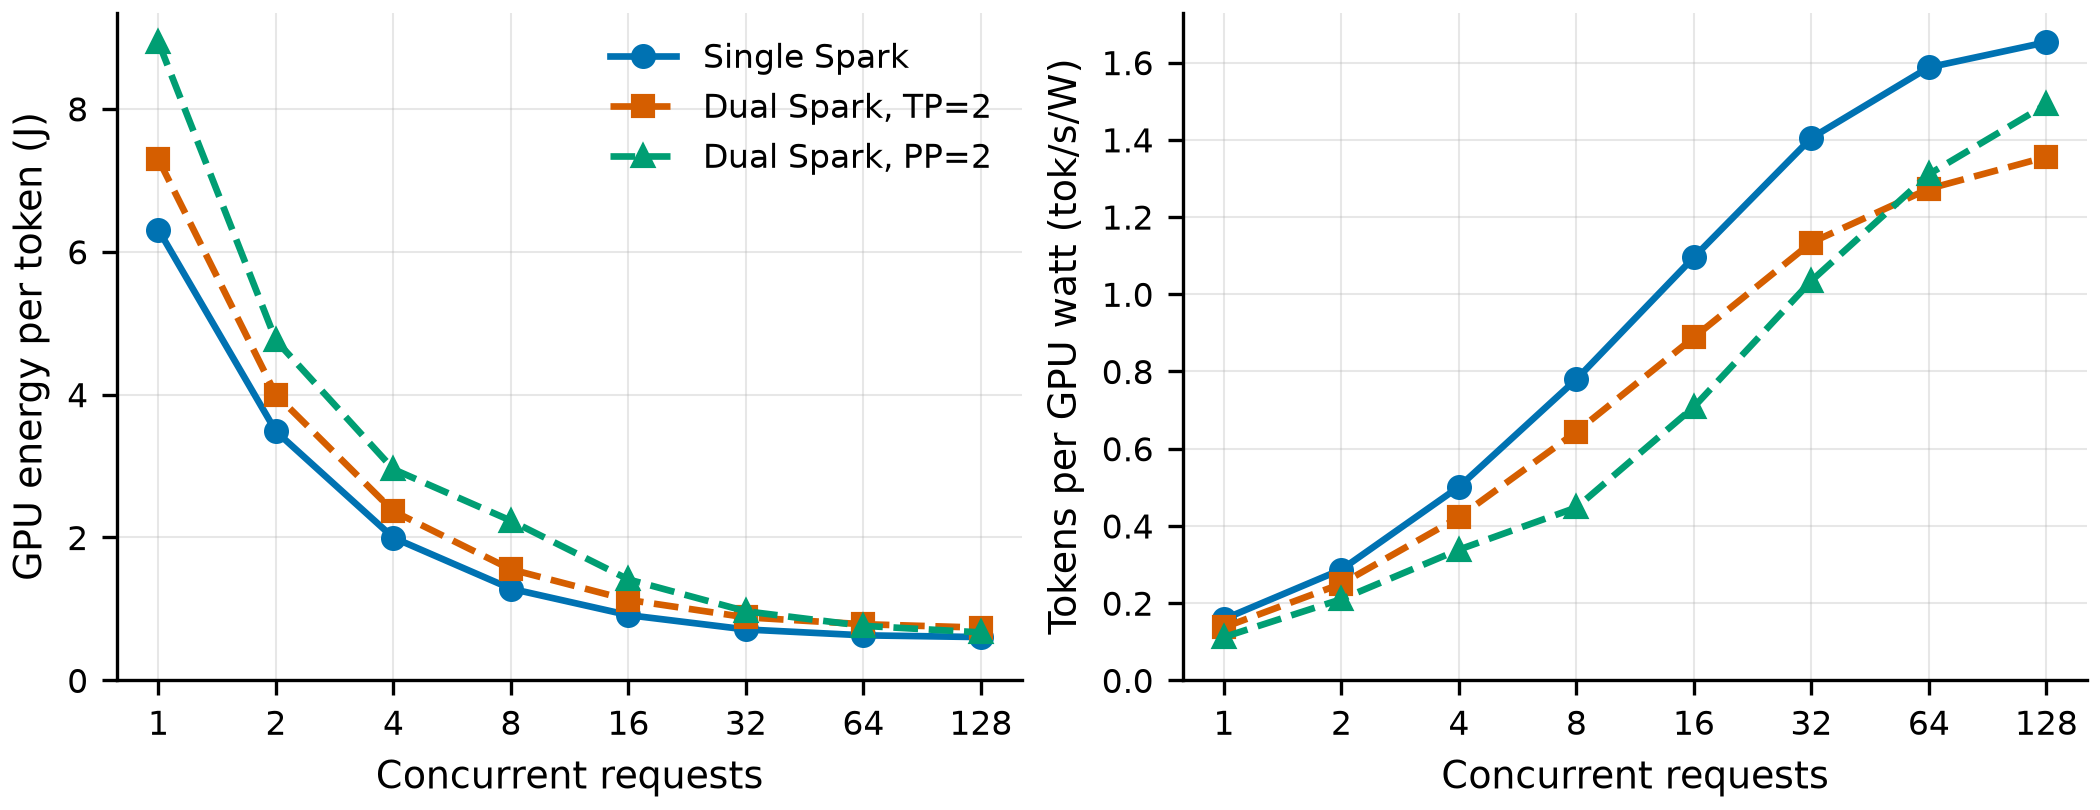 GPU energy per token (J)
8
6
4
2
0
1 2 4 8 16 32 64 128
Concurrent requests
Single Spark
Dual Spark, TP=2
Dual Spark, PP=2
Tokens per GPU watt (tok/s/W)
1.6
1.4
1.2
1.0
0.8
0.6
0.4
0.2
0.0
1 2 4 8 16 32 64 128
Concurrent requests